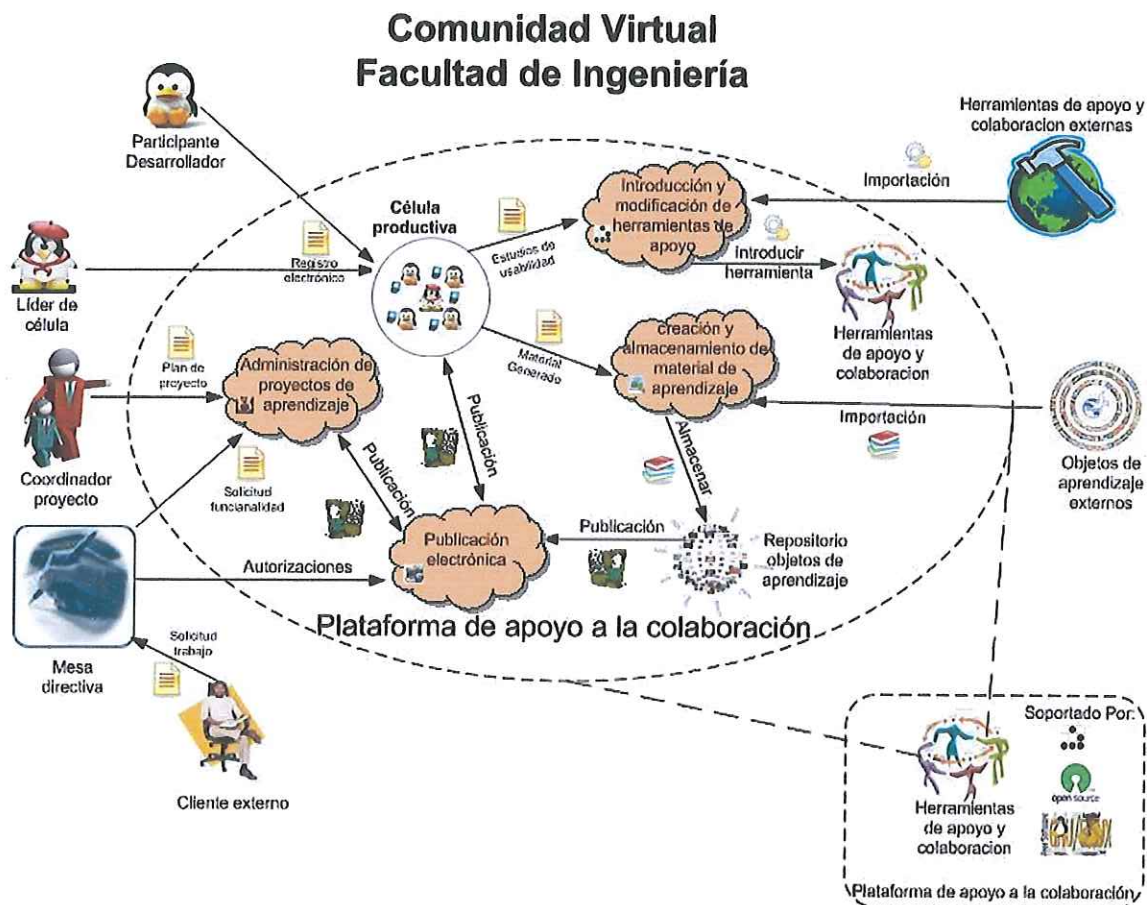 Comunidad Virtual
Facultad de Ingeniería
Participante
Desarrollador
Herramientas de apoyo y
colaboracion externas
Importación
Introducción y
modificación de
herramientas de
apoyo
Célula
productiva
Estudios de
usabilidad
Introducir
herramienta
Registro
electrónico
Líder de
célula
Herramientas
de apoyo y
colaboracion
Plan de
proyecto
Administración de
proyectos de
aprendizaje
Material
Generado
creación y
almacenamiento de
material de
aprendizaje
Importación
Coordinador
proyecto
Objetos de
aprendizaje
externos
Solicitud
funcianalidad
Publicación
Publicación
Almacenar
Publicación
electrónica
Publicación
Repositorio
objetos de
aprendizaje
Autorizaciones
Plataforma de apoyo a la colaboración
Mesa
directiva
Solicitud
trabajo
Cliente externo
Soportado Por:
open source
Herramientas
de apoyo y
colaboracion
Plataforma de apoyo a la colaboración